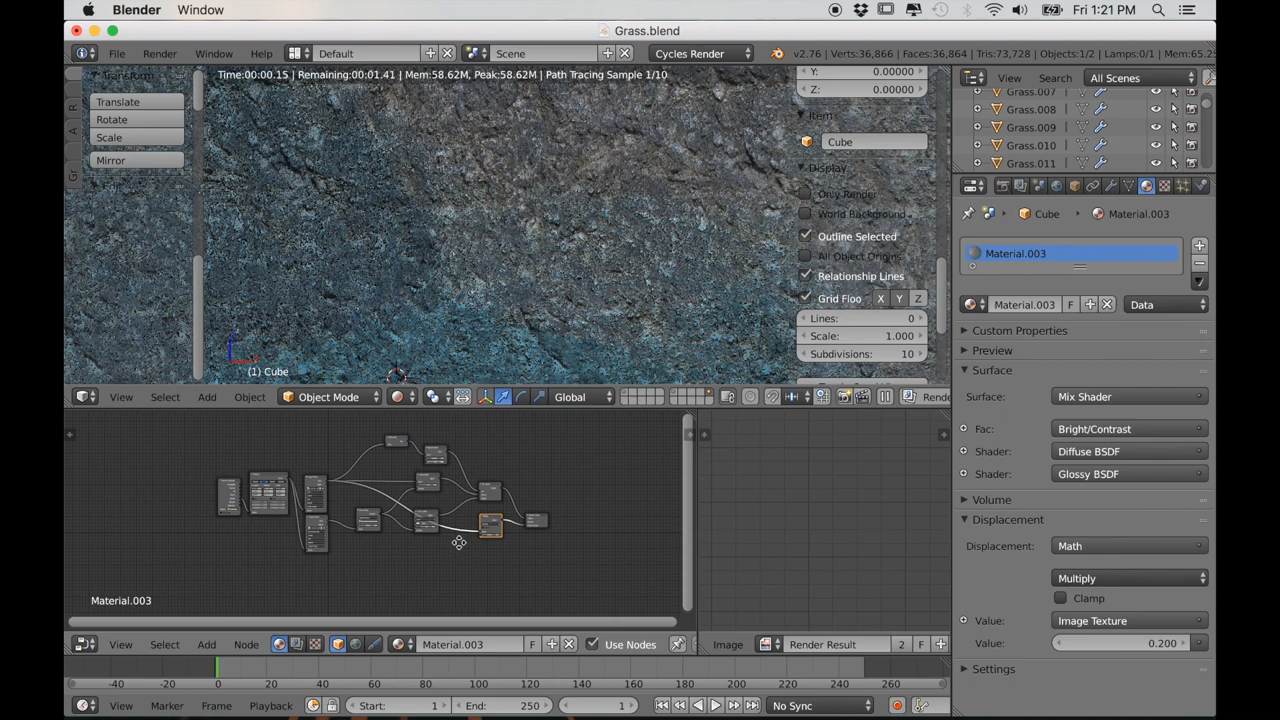 Blender Window Fri 1:21 PM
Grass.blend
File Render Window Help Default Scene Cycles Render v2.76 | Verts:36,866 | Faces:36,864 | Tris:73,728 | Objects:1/2 | Lamps:0/1 | Mem:65.2
Transform
Time:00:00.15 | Remaining:00:01.41 | Mem:58.62M, Peak:58.62M | Path Tracing Sample 1/10
Translate
Rotate
Scale
Mirror
R
A
Gr
Y: 0.00000
Z: 0.00000
Item
Cube
Display
Only Render
World Background
Outline Selected
All Object Origins
Relationship Lines
Grid Floo X Y Z
Lines: 0
Scale: 1.000
Subdivisions: 10
(1) Cube
View Select Add Object Object Mode Global Rende
View Search All Scenes
Grass.007
Grass.008
Grass.009
Grass.010
Grass.011
Cube Material.003
Material.003
Material.003 F Data
Custom Properties
Preview
Surface
Surface: Mix Shader
Fac: Bright/Contrast
Shader: Diffuse BSDF
Shader: Glossy BSDF
Volume
Displacement
Displacement: Math
Multiply
Clamp
Value: Image Texture
Value: 0.200
Settings
Material.003
View Select Add Node Material.003 F Use Nodes
Image Render Result 2 F
-40 -20 0 20 40 60 80 100 120 140 160 180 200 220 240 260
View Marker Frame Playback Start: 1 End: 250 1 No Sync